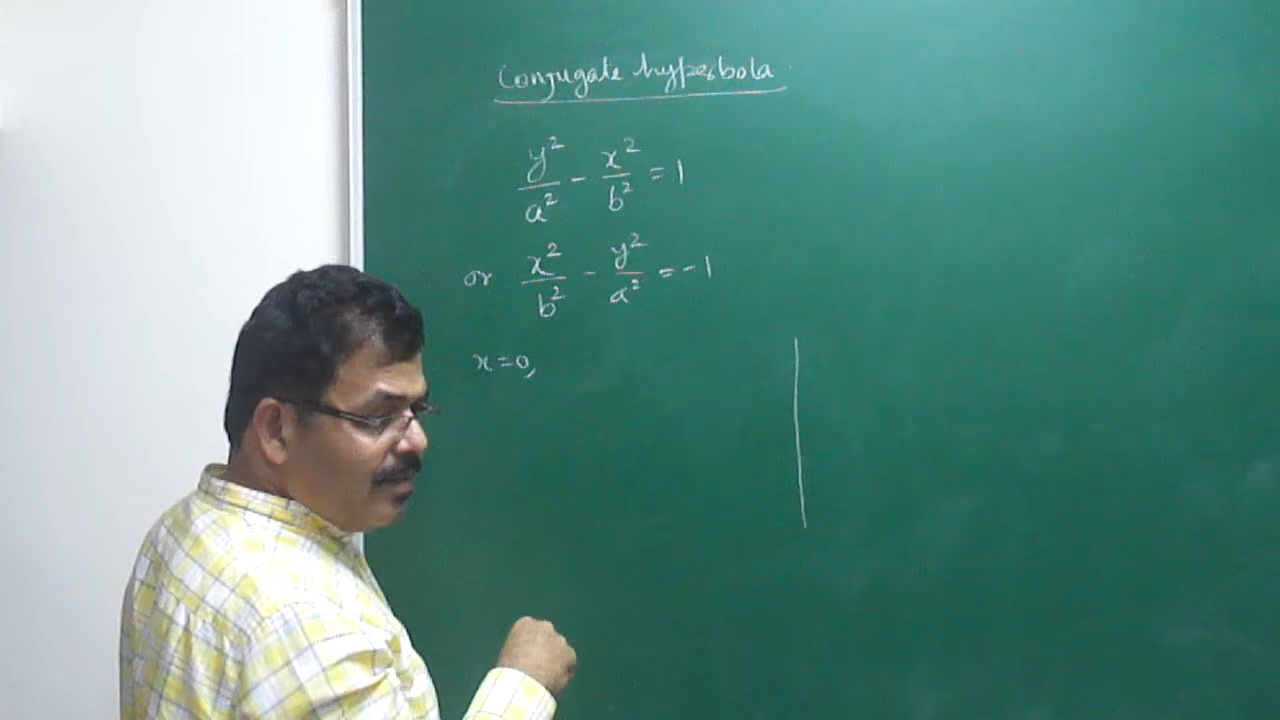 Conjugate hyperbola
y²/a² - x²/b² = 1
or x²/b² - y²/a² = -1
x = 0,